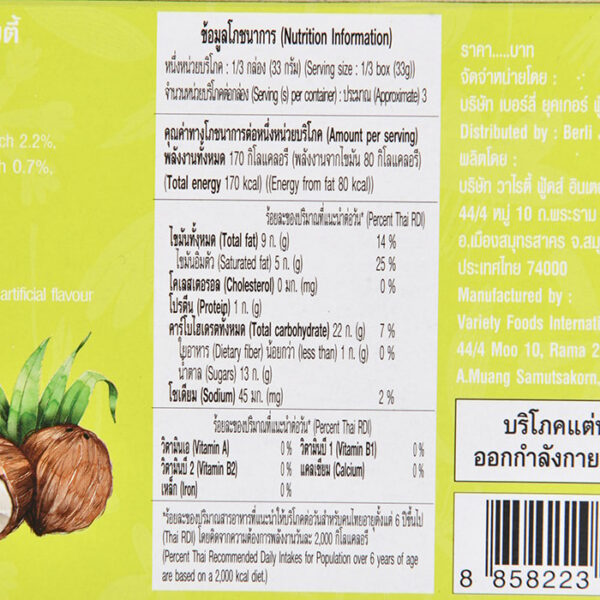 ตี้
ch 2.2%,
h 0.7%,
artificial flavour
ข้อมูลโภชนาการ (Nutrition Information)
หนึ่งหน่วยบริโภค : 1/3 กล่อง (33 กรัม) (Serving size : 1/3 box (33g))
จำนวนหน่วยบริโภคต่อกล่อง (Serving (s) per container) : ประมาณ (Approximate) 3
คุณค่าทางโภชนาการต่อหนึ่งหน่วยบริโภค (Amount per serving)
พลังงานทั้งหมด 170 กิโลแคลอรี (พลังงานจากไขมัน 80 กิโลแคลอรี)
(Total energy 170 kcal) ((Energy from fat 80 kcal))
ร้อยละของปริมาณที่แนะนำต่อวัน* (Percent Thai RDI)
ไขมันทั้งหมด (Total fat) 9 ก. (g) 14 %
ไขมันอิ่มตัว (Saturated fat) 5 ก. (g) 25 %
โคเลสเตอรอล (Cholesterol) 0 มก. (mg) 0 %
โปรตีน (Protein) 1 ก. (g)
คาร์โบไฮเดรตทั้งหมด (Total carbohydrate) 22 ก. (g) 7 %
ใยอาหาร (Dietary fiber) น้อยกว่า (less than) 1 ก. (g) 0 %
น้ำตาล (Sugars) 13 ก. (g)
โซเดียม (Sodium) 45 มก. (mg) 2 %
ร้อยละของปริมาณที่แนะนำต่อวัน* (Percent Thai RDI)
วิตามินเอ (Vitamin A) 0 % วิตามินบี 1 (Vitamin B1) 0 %
วิตามินบี 2 (Vitamin B2) 0 % แคลเซียม (Calcium) 0 %
เหล็ก (Iron) 0 %
*ร้อยละของปริมาณสารอาหารที่แนะนำให้บริโภคต่อวันสำหรับคนไทยอายุตั้งแต่ 6 ปีขึ้นไป
(Thai RDI) โดยคิดจากความต้องการพลังงานวันละ 2,000 กิโลแคลอรี
(Percent Thai Recommended Daily Intakes for Population over 6 years of age
are based on a 2,000 kcal diet.)
ราคา.....บาท
จัดจำหน่ายโดย :
บริษัท เบอร์ลี่ ยุคเกอร์ ฟู
Distributed by : Berli J
ผลิตโดย :
บริษัท วาไรตี้ ฟู้ดส์ อินเตอ
44/4 หมู่ 10 ถ.พระราม
อ.เมืองสมุทรสาคร จ.สมุ
ประเทศไทย 74000
Manufactured by :
Variety Foods Internati
44/4 Moo 10, Rama 2
A.Muang Samutsakorn,
บริโภคแต่
ออกกำลังกาย
8 858223